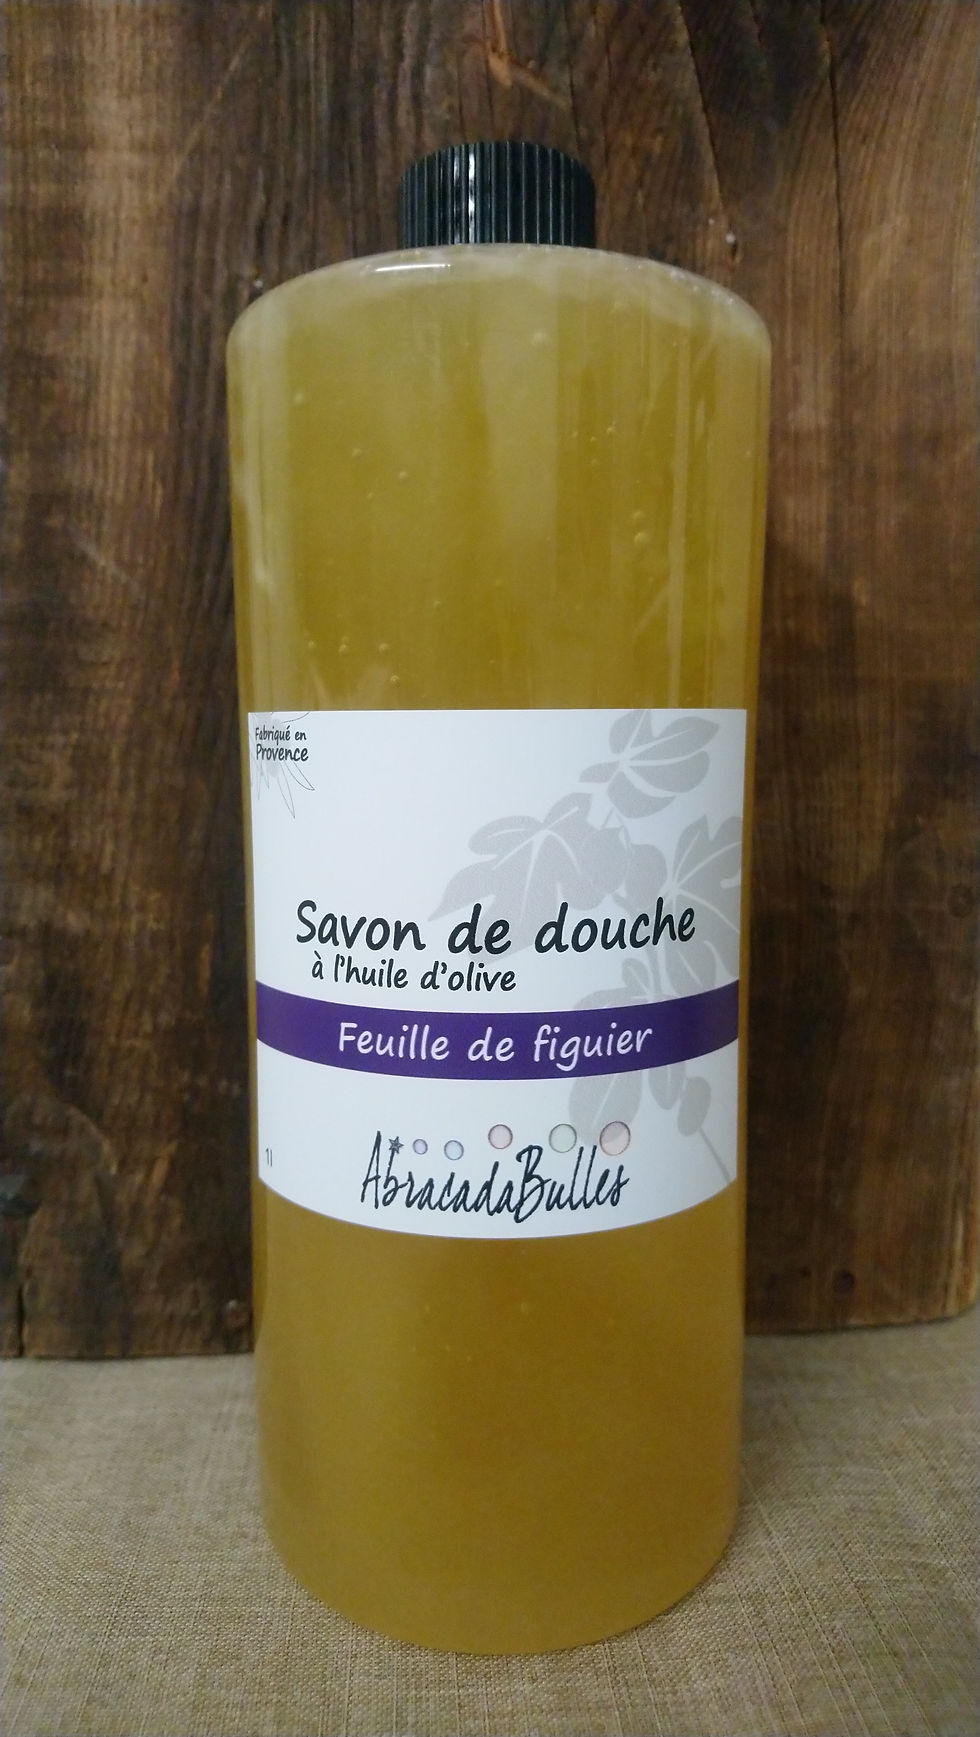 Fabriqué en
Provence
Savon de douche
à l'huile d'olive
Feuille de figuier
1l
AbracadaBulles